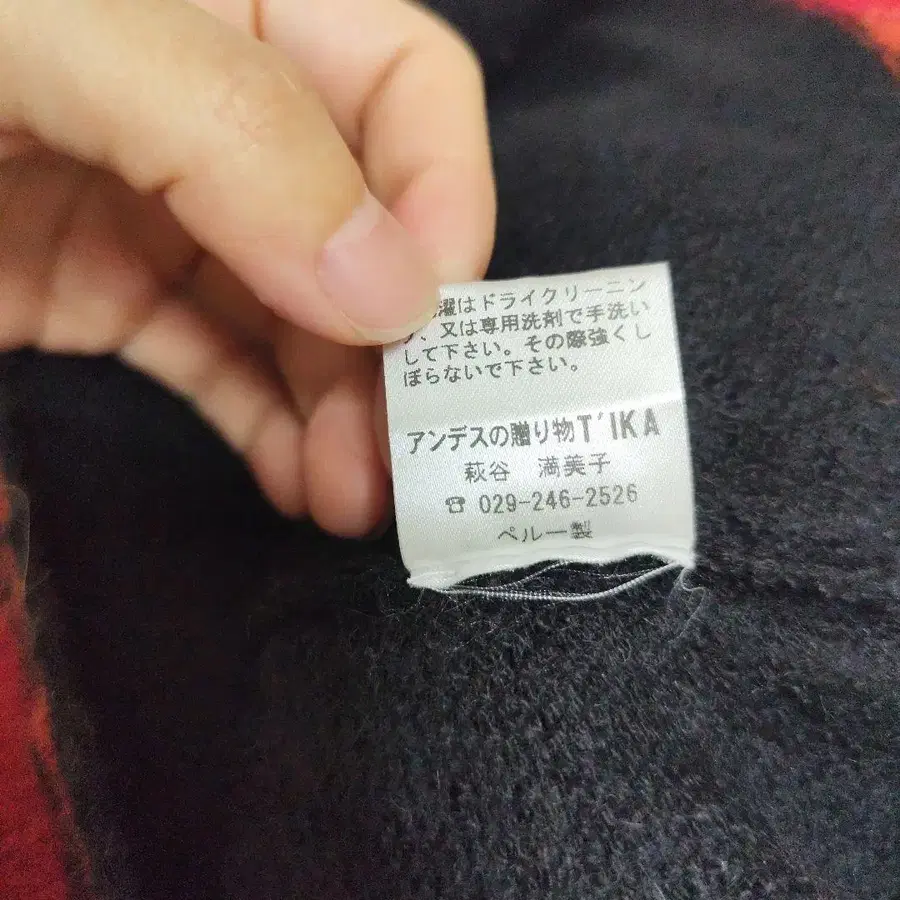 濯はドライクリーニン
、又は専用洗剤で手洗い
して下さい。その際強くし
ぼらないで下さい。
アンデスの贈り物T'IKA
萩谷 満美子
☎ 029-246-2526
ペルー製